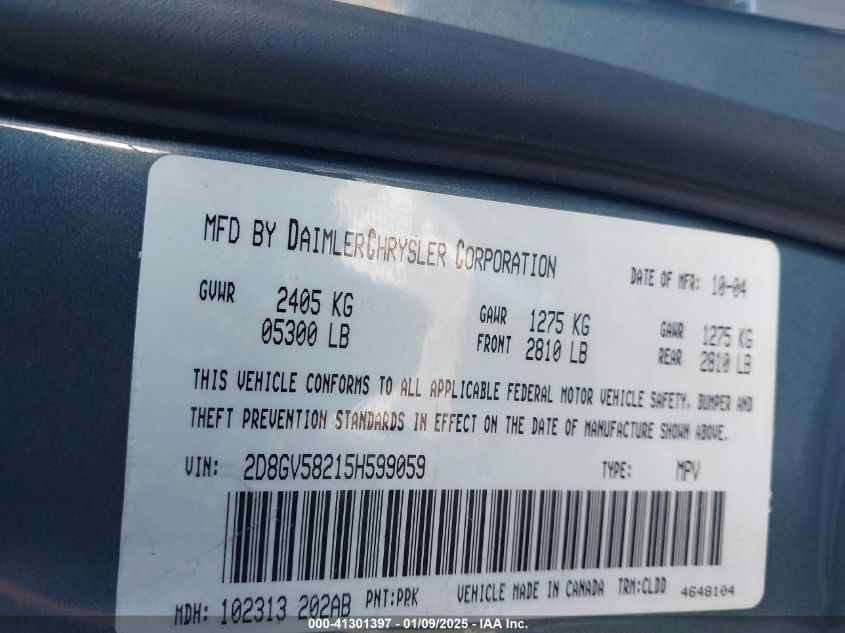 MFD BY DAIMLERCHRYSLER CORPORATION DATE OF MFR: 10-04
GVWR 2405 KG GAWR 1275 KG GAWR 1275 KG
05300 LB FRONT 2810 LB REAR 2810 LB
THIS VEHICLE CONFORMS TO ALL APPLICABLE FEDERAL MOTOR VEHICLE SAFETY, BUMPER AND
THEFT PREVENTION STANDARDS IN EFFECT ON THE DATE OF MANUFACTURE SHOWN ABOVE.
VIN: 2D8GV58215H599059 TYPE: MPV
MDH: 102313 202AB PNT:PRK VEHICLE MADE IN CANADA TRM:CLDD 4648104
000-41301397 - 01/09/2025 - IAA Inc.